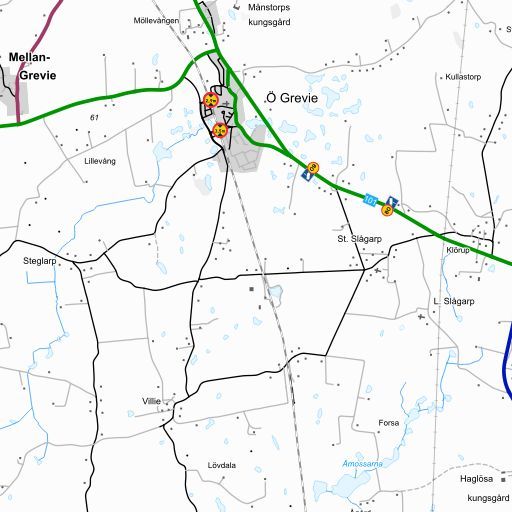 Månstorps
kungsgård
Möllevången
Mellan-
Grevie
Kullastorp
Ö Grevie
61
Lillevång
101
St. Slågarp
Klörup
Steglarp
L. Slågarp
Villie
Forsa
Lövdala
Amossarna
Haglösa
kungsgård